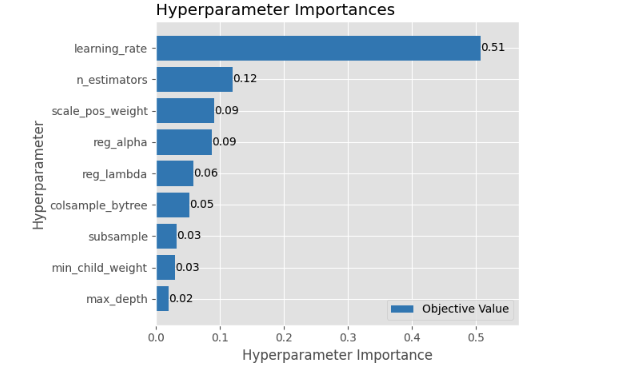 Hyperparameter Importances
Hyperparameter
learning_rate 0.51
n_estimators 0.12
scale_pos_weight 0.09
reg_alpha 0.09
reg_lambda 0.06
colsample_bytree 0.05
subsample 0.03
min_child_weight 0.03
max_depth 0.02
Objective Value
0.0 0.1 0.2 0.3 0.4 0.5
Hyperparameter Importance